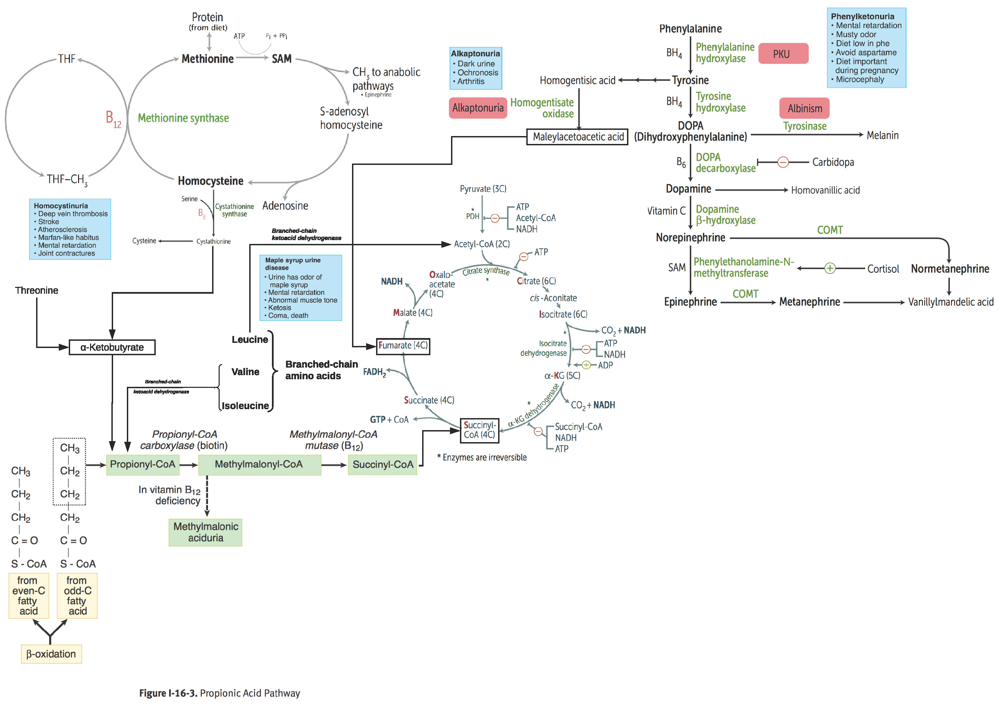 Protein
(from diet)
ATP
Pi + PPi
Methionine
SAM
THF
CH3 to anabolic
pathways
• Epinephrine
B12
Methionine synthase
S-adenosyl
homocysteine
THF–CH3
Homocysteine
Adenosine
Serine
B6
Cystathionine
synthase
Cysteine
Cystathionine
Homocystinuria
• Deep vein thrombosis
• Stroke
• Atherosclerosis
• Marfan-like habitus
• Mental retardation
• Joint contractures
Threonine
α-Ketobutyrate
Branched-chain
ketoacid dehydrogenase
Maple syrup urine
disease
• Urine has odor of
maple syrup
• Mental retardation
• Abnormal muscle tone
• Ketosis
• Coma, death
Leucine
Valine
Isoleucine
Branched-chain
amino acids
Branched-chain
ketoacid dehydrogenase
Alkaptonuria
• Dark urine
• Ochronosis
• Arthritis
Alkaptonuria
Homogentisic acid
Homogentisate
oxidase
Maleylacetoacetic acid
Phenylalanine
BH4
Phenylalanine
hydroxylase
PKU
Phenylketonuria
• Mental retardation
• Musty odor
• Diet low in phe
• Avoid aspartame
• Diet important
during pregnancy
• Microcephaly
Tyrosine
BH4
Tyrosine
hydroxylase
Albinism
Tyrosinase
DOPA
(Dihydroxyphenylalanine)
Melanin
B6
DOPA
decarboxylase
−
Carbidopa
Dopamine
Homovanillic acid
Vitamin C
Dopamine
β-hydroxylase
Norepinephrine
COMT
SAM
Phenylethanolamine-N-
methyltransferase
+
Cortisol
Normetanephrine
Epinephrine
COMT
Metanephrine
Vanillylmandelic acid
Pyruvate (3C)
*
PDH
−
ATP
Acetyl-CoA
NADH
Acetyl-CoA (2C)
−
ATP
Citrate synthase
*
Oxalo-
acetate
(4C)
Citrate (6C)
cis -Aconitate
Isocitrate (6C)
CO2 + NADH
*
Isocitrate
dehydrogenase
−
ATP
NADH
+
ADP
α-KG (5C)
CO2 + NADH
*
α-KG dehydrogenase
−
Succinyl-CoA
NADH
ATP
Succinyl-
CoA (4C)
GTP + CoA
Succinate (4C)
FADH2
Fumarate (4C)
Malate (4C)
NADH
* Enzymes are irreversible
Propionyl-CoA
carboxylase (biotin)
Methylmalonyl-CoA
mutase (B12)
Propionyl-CoA
Methylmalonyl-CoA
Succinyl-CoA
In vitamin B12
deficiency
Methylmalonic
aciduria
CH3
CH2
CH2
C = O
S - CoA
from
even-C
fatty
acid
CH3
CH2
CH2
CH2
C = O
S - CoA
from
odd-C
fatty
acid
β-oxidation
Figure I-16-3. Propionic Acid Pathway